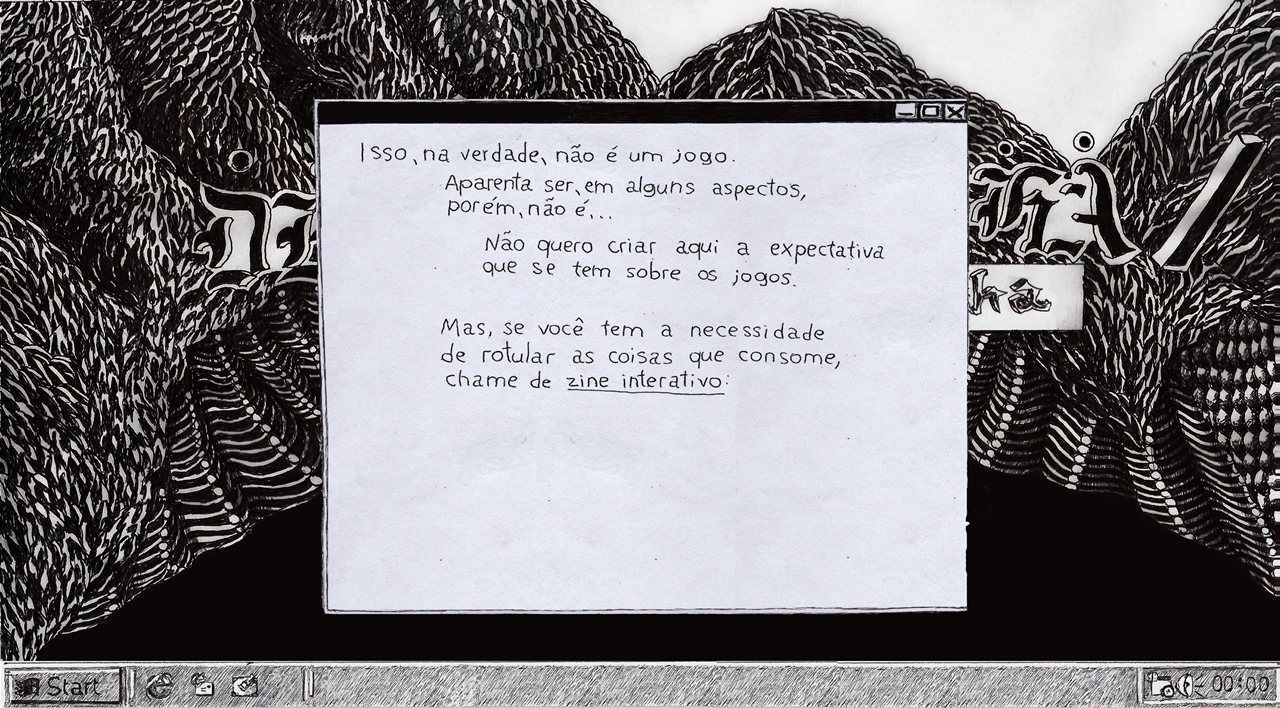 Isso, na verdade, não é um jogo.
Aparenta ser, em alguns aspectos,
porém, não é...
Não quero criar aqui a expectativa
que se tem sobre os jogos.
Mas, se você tem a necessidade
de rotular as coisas que consome,
chame de zine interativo:
Start
00:00